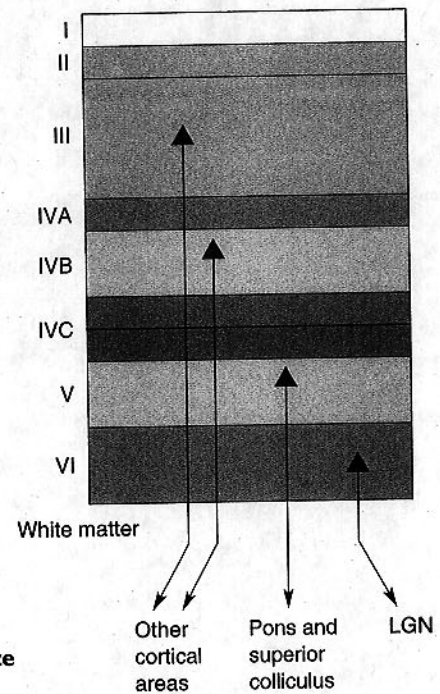 I
II
III
IVA
IVB
IVC
V
VI
White matter
Other
cortical
areas
Pons and
superior
colliculus
LGN